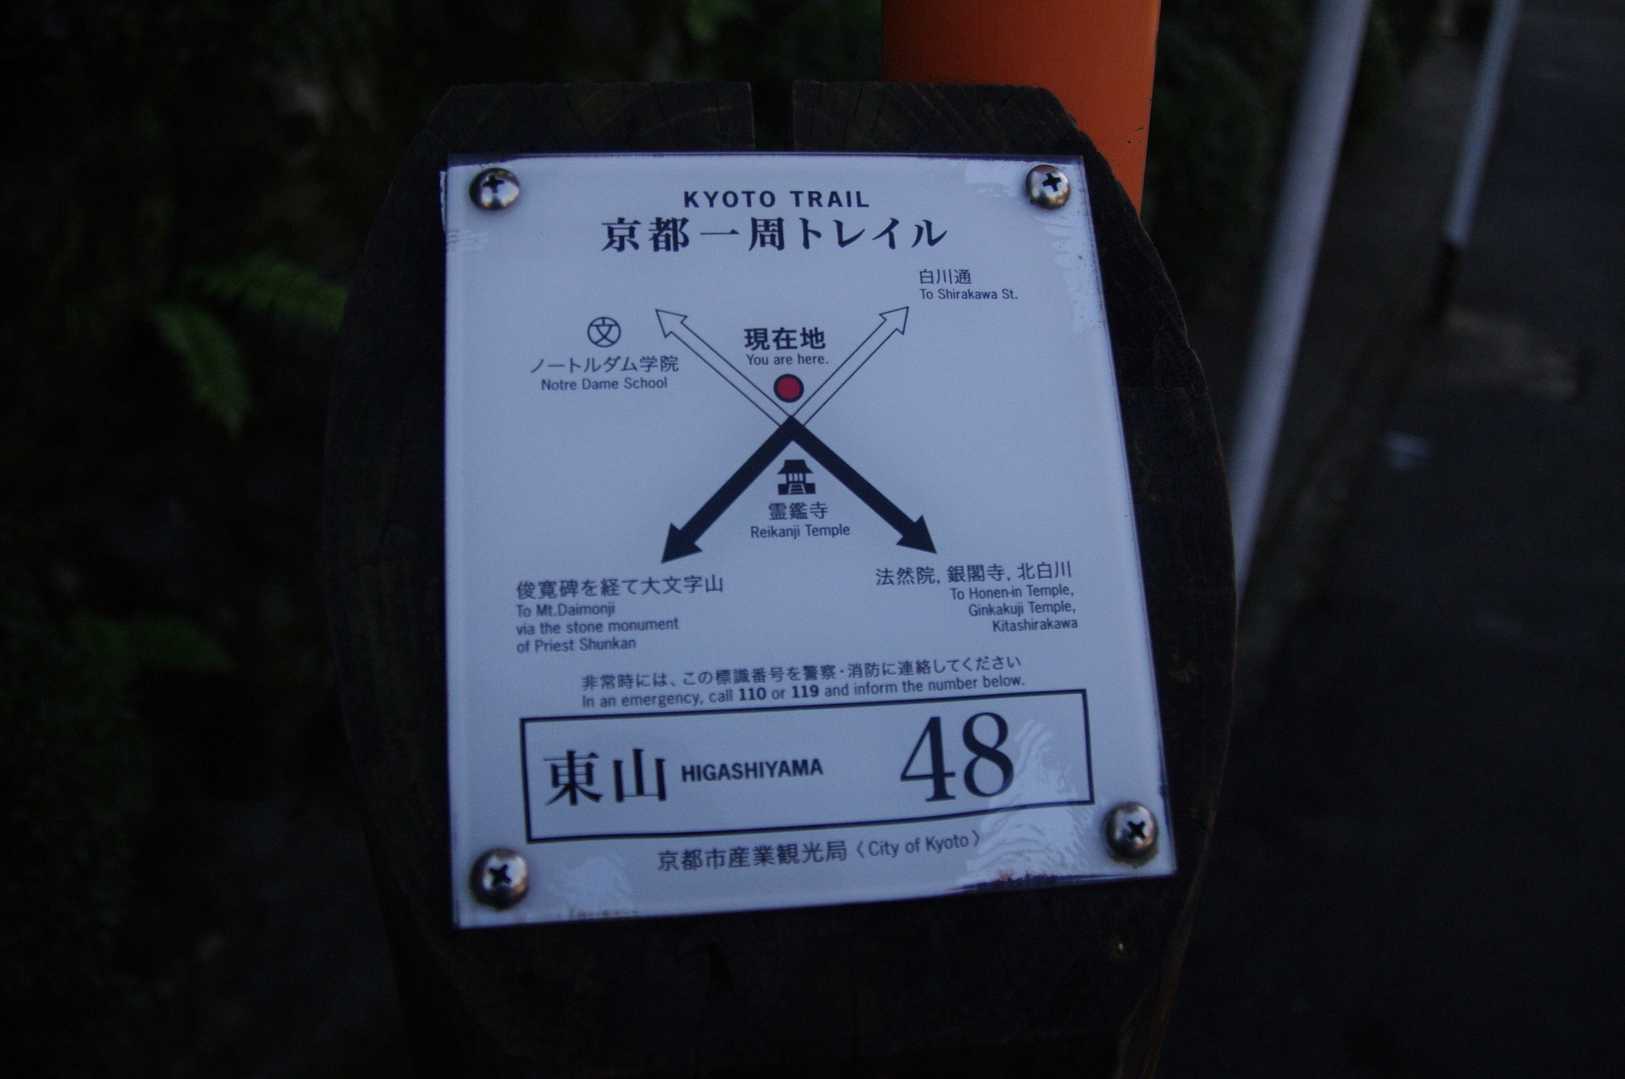 KYOTO TRAIL
京都一周トレイル
白川通
To Shirakawa St.
文
ノートルダム学院
Notre Dame School
現在地
You are here.
霊鑑寺
Reikanji Temple
俊寛碑を経て大文字山
To Mt.Daimonji
via the stone monument
of Priest Shunkan
法然院, 銀閣寺, 北白川
To Honen-in Temple,
Ginkakuji Temple,
Kitashirakawa
非常時には、この標識番号を警察・消防に連絡してください
In an emergency, call 110 or 119 and inform the number below.
東山 HIGASHIYAMA 48
京都市産業観光局〈City of Kyoto〉